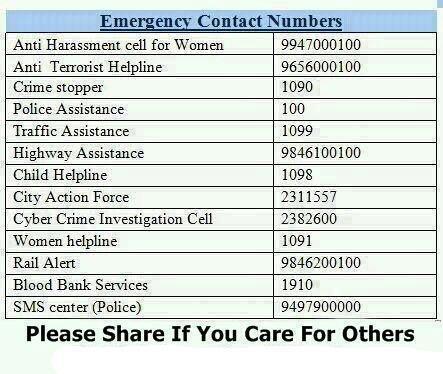 Emergency Contact Numbers
Anti Harassment cell for Women 9947000100
Anti Terrorist Helpline 9656000100
Crime stopper 1090
Police Assistance 100
Traffic Assistance 1099
Highway Assistance 9846100100
Child Helpline 1098
City Action Force 2311557
Cyber Crime Investigation Cell 2382600
Women helpline 1091
Rail Alert 9846200100
Blood Bank Services 1910
SMS center (Police) 9497900000
Please Share If You Care For Others